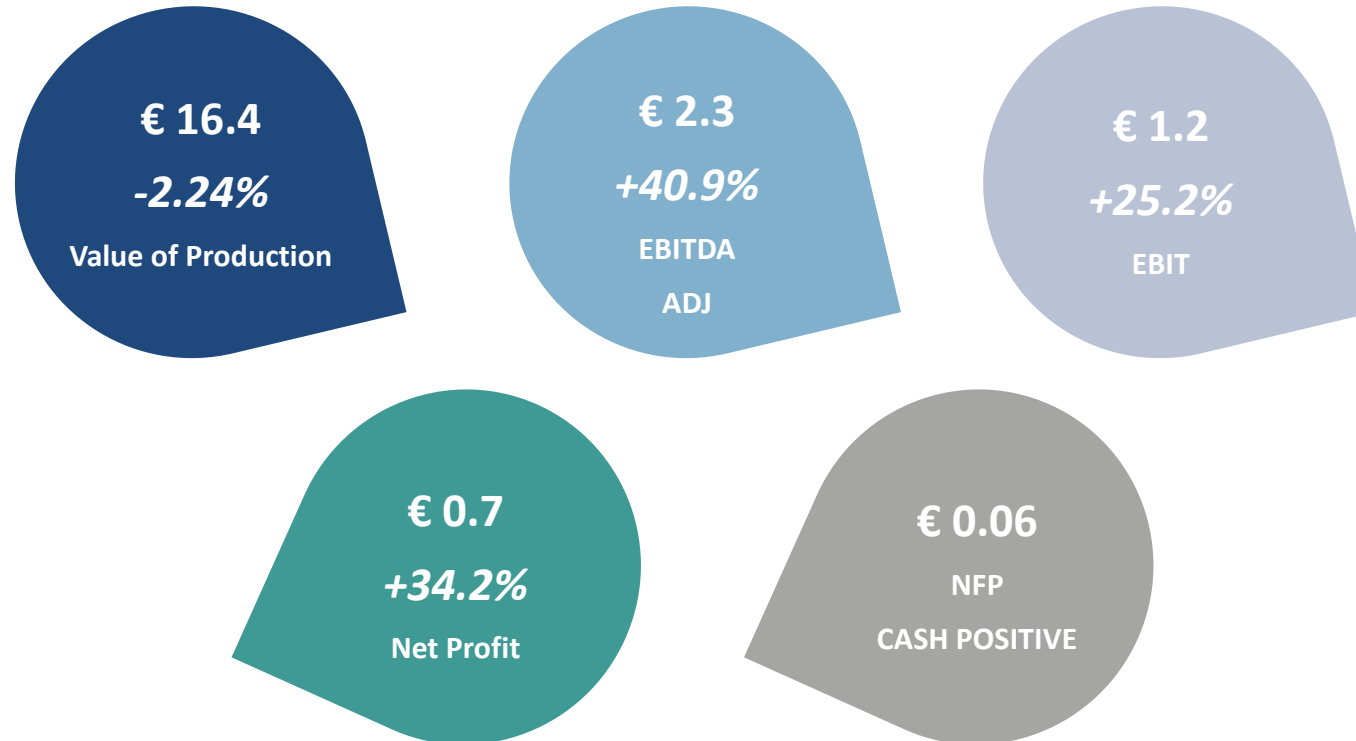 € 16.4
-2.24%
Value of Production
€ 2.3
+40.9%
EBITDA
ADJ
€ 1.2
+25.2%
EBIT
€ 0.7
+34.2%
Net Profit
€ 0.06
NFP
CASH POSITIVE